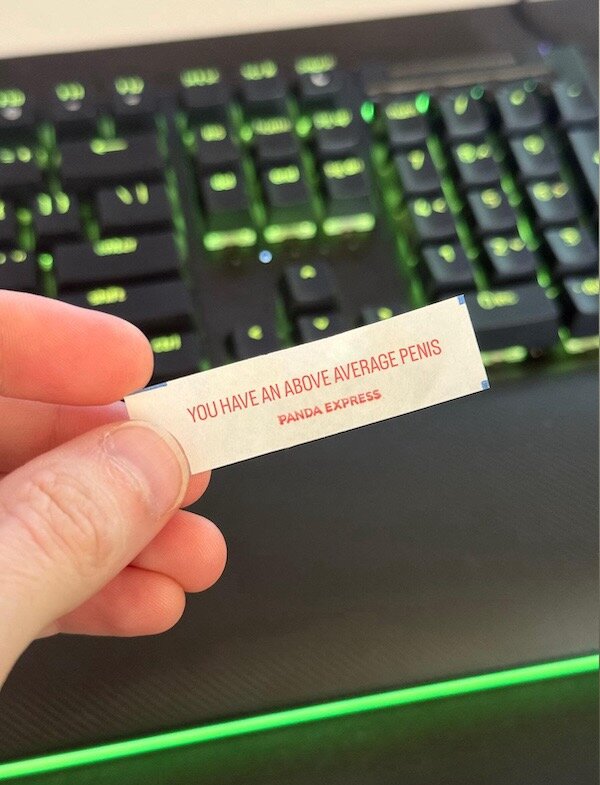 YOU HAVE AN ABOVE AVERAGE PENIS
PANDA EXPRESS